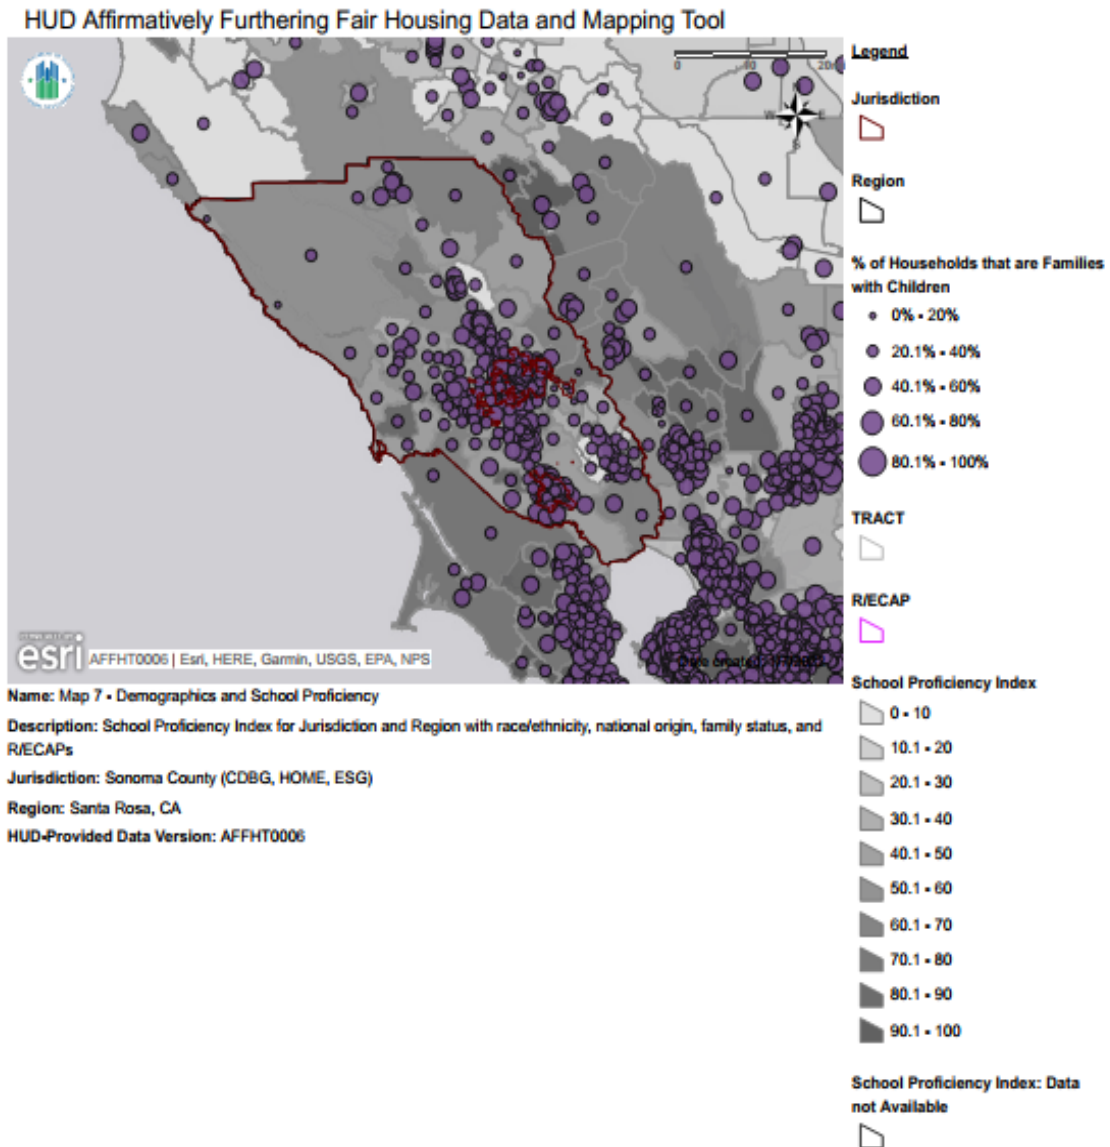 HUD Affirmatively Furthering Fair Housing Data and Mapping Tool
0 10 20
W E
S
esri
AFFHT0006 | Esri, HERE, Garmin, USGS, EPA, NPS
Name: Map 7 - Demographics and School Proficiency
Description: School Proficiency Index for Jurisdiction and Region with race/ethnicity, national origin, family status, and
R/ECAPs
Jurisdiction: Sonoma County (CDBG, HOME, ESG)
Region: Santa Rosa, CA
HUD-Provided Data Version: AFFHT0006
Legend
Jurisdiction
Region
% of Households that are Families
with Children
0% - 20%
20.1% - 40%
40.1% - 60%
60.1% - 80%
80.1% - 100%
TRACT
R/ECAP
School Proficiency Index
0 - 10
10.1 - 20
20.1 - 30
30.1 - 40
40.1 - 50
50.1 - 60
60.1 - 70
70.1 - 80
80.1 - 90
90.1 - 100
School Proficiency Index: Data
not Available